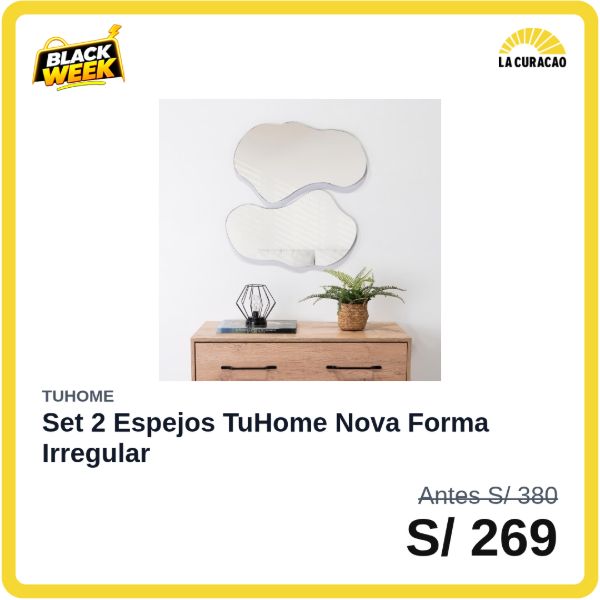 BLACK
WEEK
LA CURACAO
TUHOME
Set 2 Espejos TuHome Nova Forma
Irregular
Antes S/ 380
S/ 269